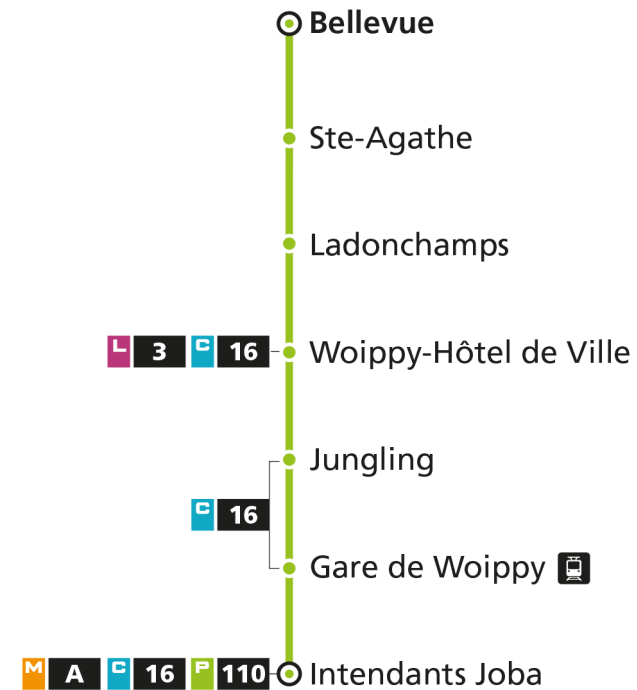 Bellevue
Ste-Agathe
Ladonchamps
L 3 C 16 Woippy-Hôtel de Ville
Jungling
C 16
Gare de Woippy
M A C 16 P 110 Intendants Joba